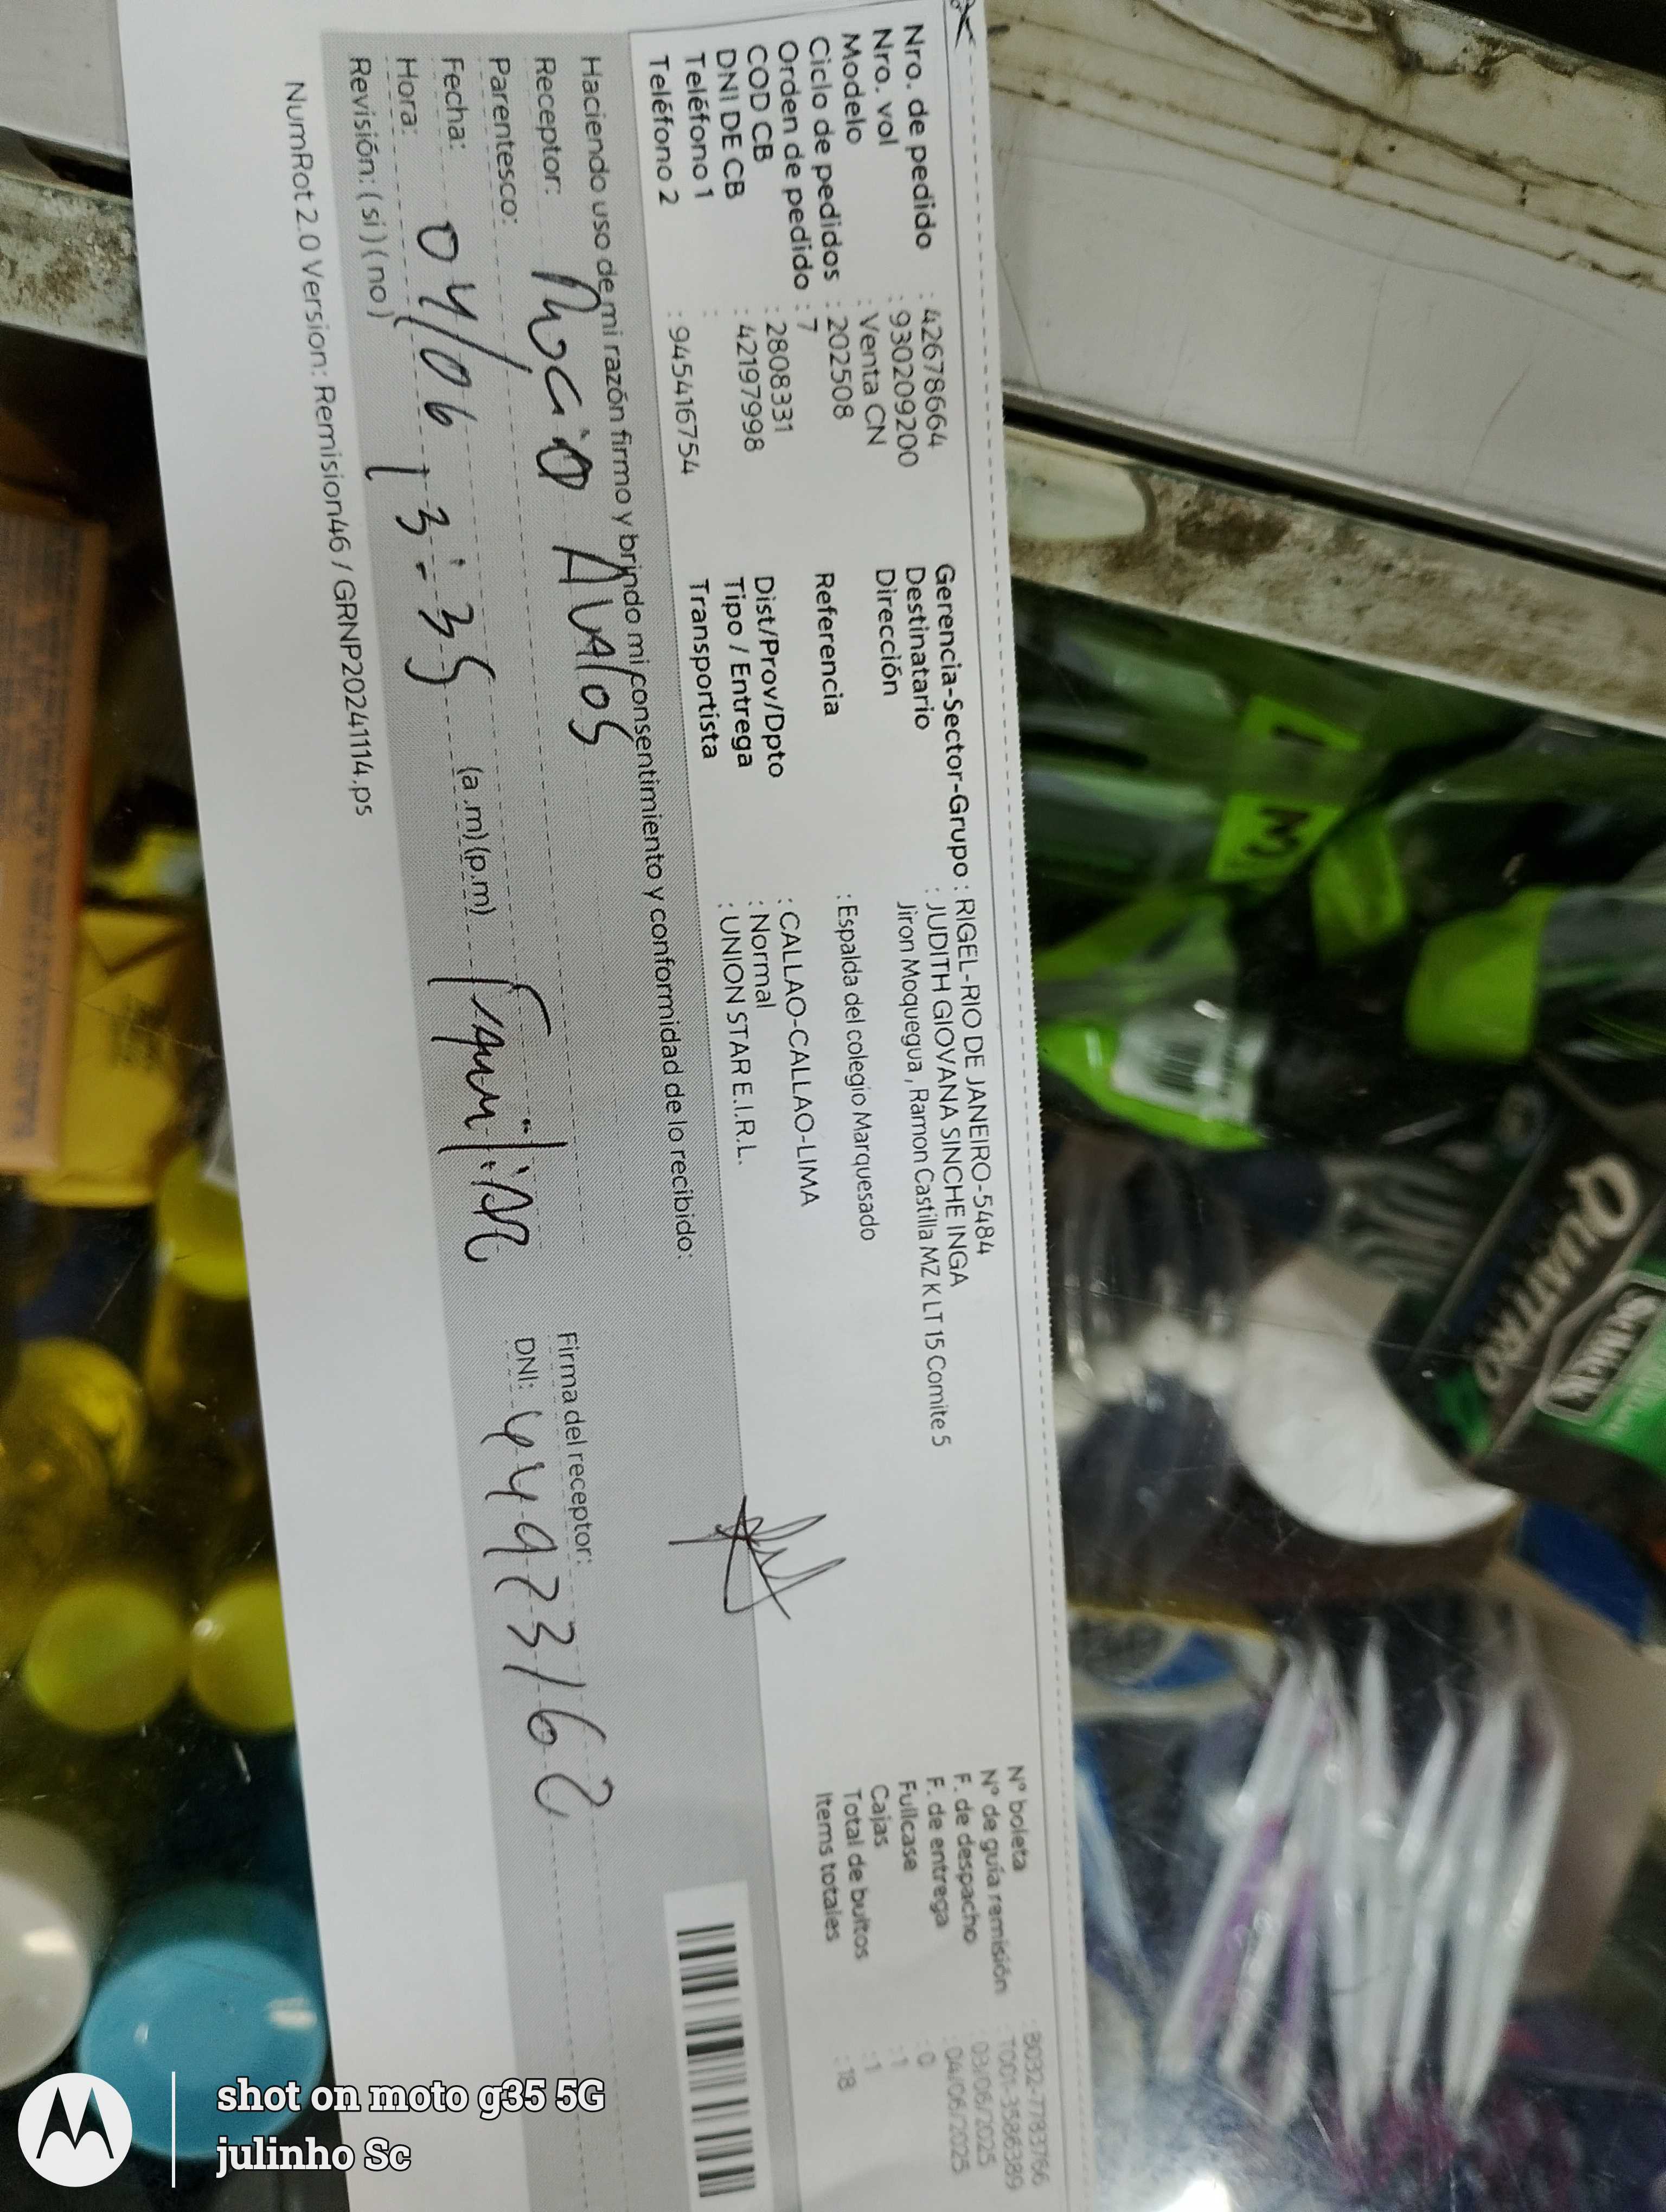 Nro. de pedido : 42678664
Nro. vol : 930209200
Modelo : Venta CN
Ciclo de pedidos : 202508
Orden de pedido : 7
COD CB : 2808331
DNI DE CB : 42197998
Teléfono 1 :
Teléfono 2 : 945416754
Gerencia-Sector-Grupo : RIGEL-RIO DE JANEIRO-5484
Destinatario : JUDITH GIOVANA SINCHE INGA
Dirección Jiron Moquegua , Ramon Castilla MZ K LT 15 Comite 5
Referencia : Espalda del colegio Marquesado
Dist/Prov/Dpto : CALLAO-CALLAO-LIMA
Tipo / Entrega : Normal
Transportista : UNION STAR E.I.R.L.
N° boleta : B032-7783766
N° de guía remisión : T001-3586389
F. de despacho : 03/06/2025
F. de entrega : 04/06/2025
Fullcase : 0
Cajas : 1
Total de bultos : 1
Items totales : 18
Haciendo uso de mi razón firmo y brindo mi consentimiento y conformidad de lo recibido:
Receptor: Rocio Avalos
Parentesco: Familiar
Fecha: 04/06
Hora: 13:35 (a.m)(p.m)
Revisión: ( si ) ( no )
Firma del receptor:
DNI: 44973162
NumRot 2.0 Version: Remision46 / GRNP20241114.ps
QUATTRO
SCHICK
shot on moto g35 5G
julinho Sc